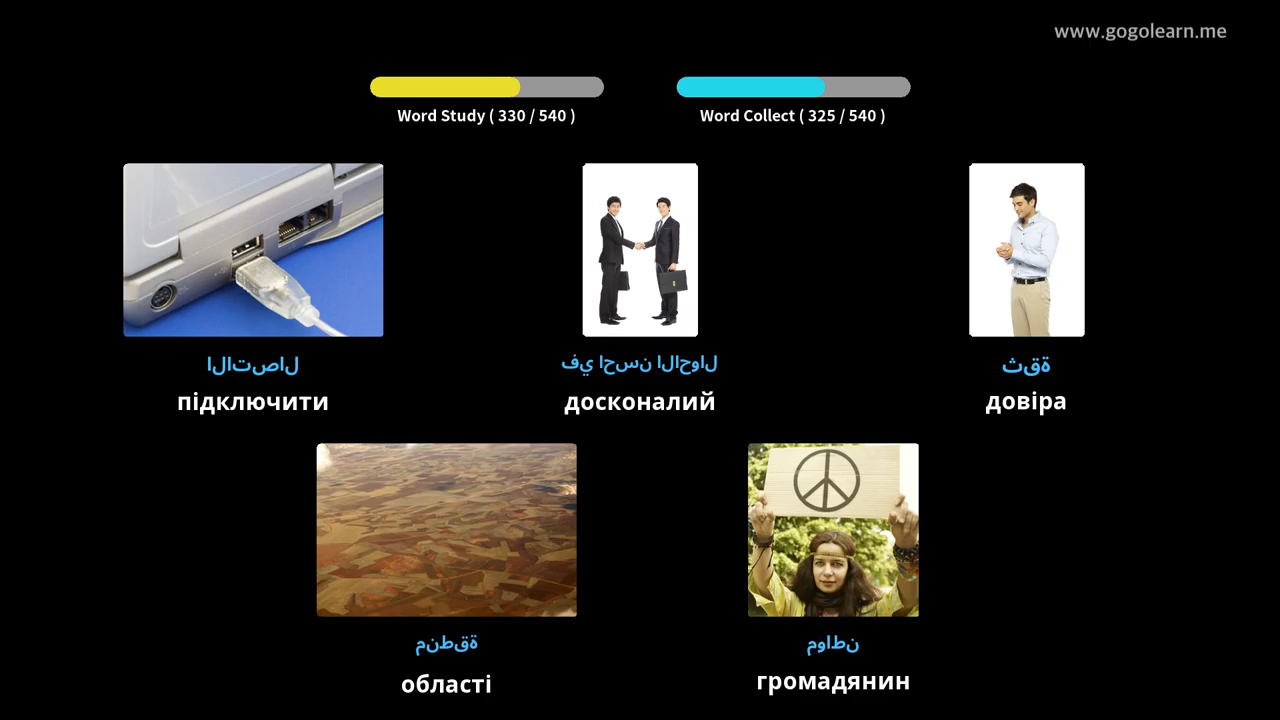 www.gogolearn.me
Word Study ( 330 / 540 )
Word Collect ( 325 / 540 )
الاتصال
في احسن الاحوال
ثقة
підключити
досконалий
довіра
منطقة
مواطن
області
громадянин